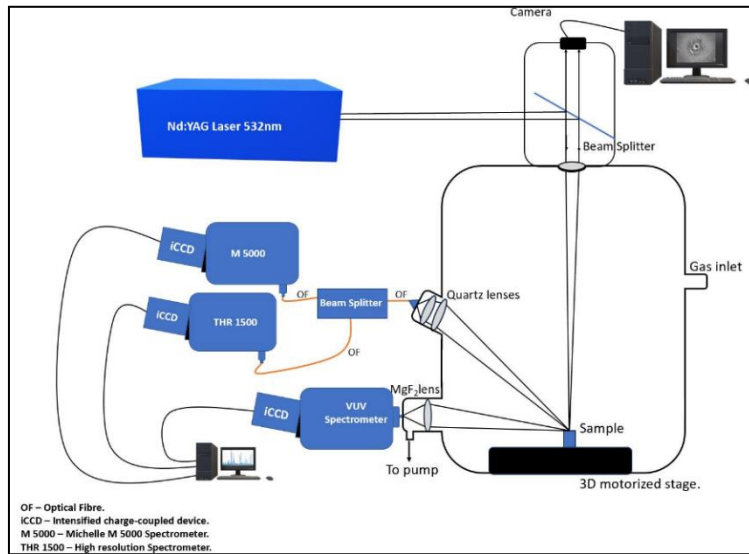 Camera
Nd:YAG Laser 532nm
Beam Splitter
Gas inlet
iCCD
M 5000
OF
Beam Splitter
OF
Quartz lenses
iCCD
THR 1500
OF
MgF₂lens
iCCD
VUV
Spectrometer
Sample
To pump
3D motorized stage.
OF – Optical Fibre.
iCCD – Intensified charge-coupled device.
M 5000 – Michelle M 5000 Spectrometer.
THR 1500 – High resolution Spectrometer.